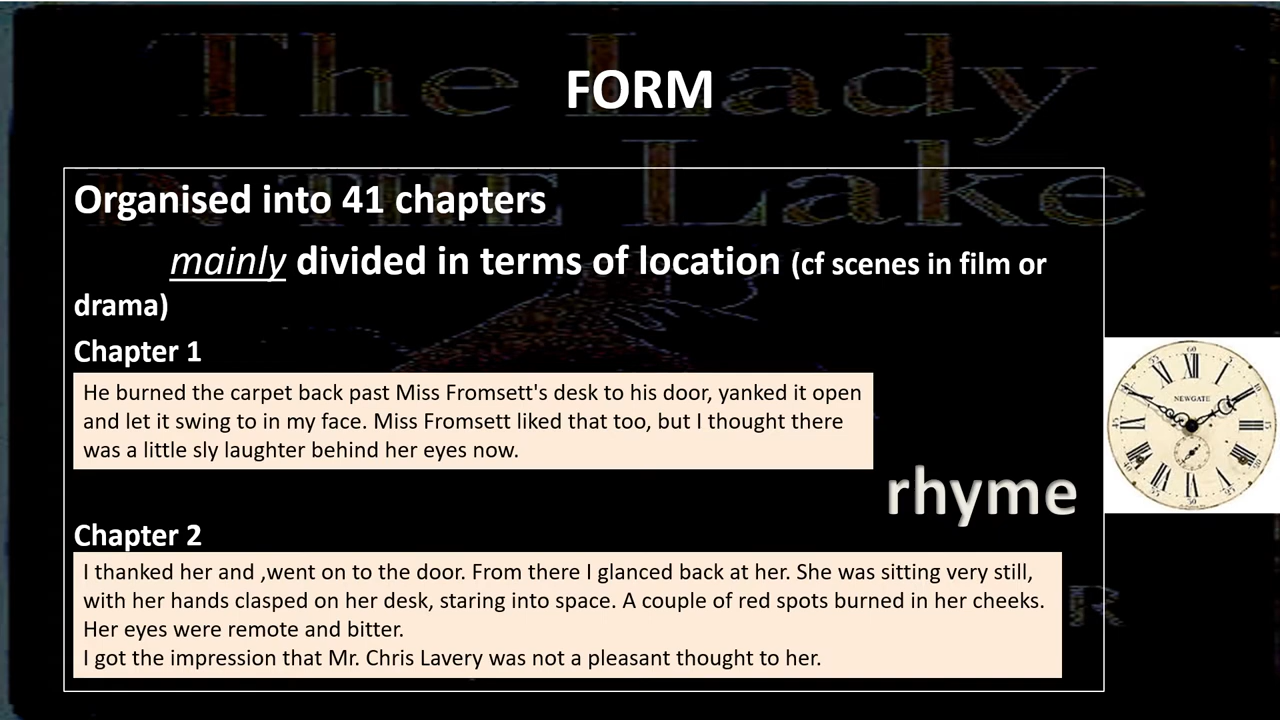 The Lady
FORM
IN THE Lake
Organised into 41 chapters
mainly divided in terms of location (cf scenes in film or
drama)
Chapter 1
He burned the carpet back past Miss Fromsett's desk to his door, yanked it open
and let it swing to in my face. Miss Fromsett liked that too, but I thought there
was a little sly laughter behind her eyes now.
rhyme
NEWGATE
Chapter 2
I thanked her and ,went on to the door. From there I glanced back at her. She was sitting very still,
with her hands clasped on her desk, staring into space. A couple of red spots burned in her cheeks.
Her eyes were remote and bitter.
I got the impression that Mr. Chris Lavery was not a pleasant thought to her.